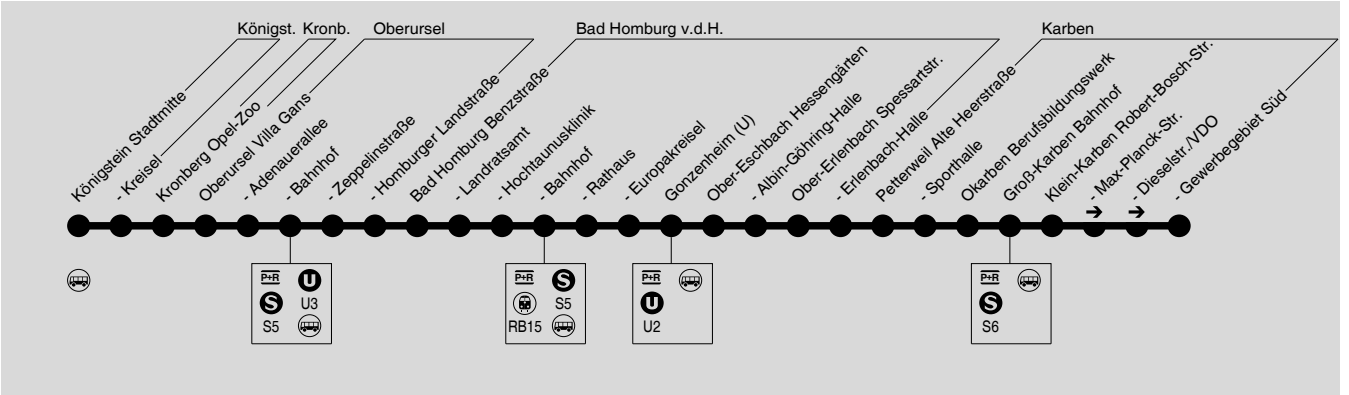 Königst.
Kronb.
Oberursel
Bad Homburg v.d.H.
Karben
Königstein Stadtmitte
- Kreisel
Kronberg Opel-Zoo
Oberursel Villa Gans
- Adenauerallee
- Bahnhof
- Zeppelinstraße
- Homburger Landstraße
Bad Homburg Benzstraße
- Landratsamt
- Hochtaunusklinik
- Bahnhof
- Rathaus
- Europakreisel
Gonzenheim (U)
Ober-Eschbach Hessengärten
- Albin-Göhring-Halle
Ober-Erlenbach Spessartstr.
- Erlenbach-Halle
Petterweil Alte Heerstraße
- Sporthalle
Okarben Berufsbildungswerk
Groß-Karben Bahnhof
Klein-Karben Robert-Bosch-Str.
- Max-Planck-Str.
- Dieselstr./VDO
- Gewerbegebiet Süd
P+R U
S U3
S5
P+R S
S5
RB15
P+R
U
U2
P+R
S
S6